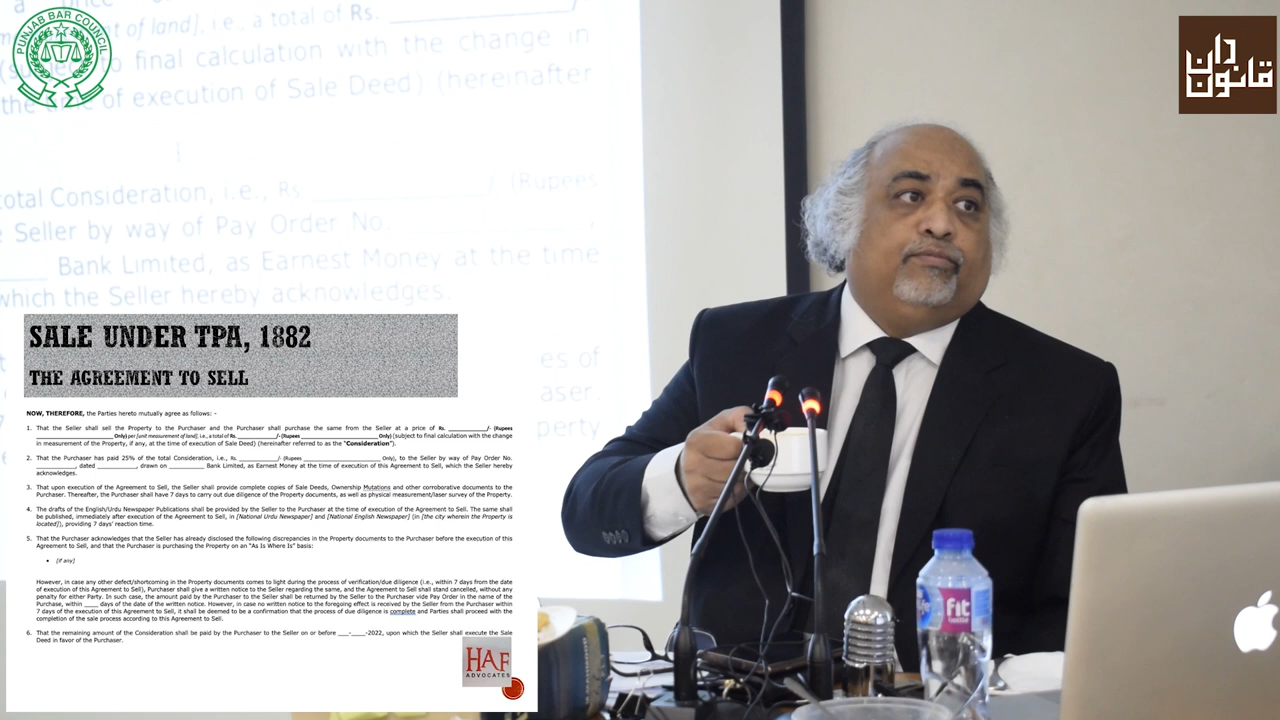 PUNJAB BAR COUNCIL
قانون دان
a price of
of land], i.e., a total of Rs.
to final calculation with the change in
the time of execution of Sale Deed) (hereinafter
total Consideration, i.e., Rs. ____________/- (Rupees
Seller by way of Pay Order No.
Bank Limited, as Earnest Money at the time
which the Seller hereby acknowledges.
es of
aser.
perty
SALE UNDER TPA, 1882
THE AGREEMENT TO SELL
NOW, THEREFORE, the Parties hereto mutually agree as follows: -
1. That the Seller shall sell the Property to the Purchaser and the Purchaser shall purchase the same from the Seller at a price of Rs. ____________/- (Rupees
____________________ Only) per [unit measurement of land], i.e., a total of Rs. ____________/- (Rupees ____________________ Only) (subject to final calculation with the change
in measurement of the Property, if any, at the time of execution of Sale Deed) (hereinafter referred to as the "Consideration").
2. That the Purchaser has paid 25% of the total Consideration, i.e., Rs. ____________/- (Rupees ____________________ Only), to the Seller by way of Pay Order No.
____________, dated ____________, drawn on __________ Bank Limited, as Earnest Money at the time of execution of this Agreement to Sell, which the Seller hereby
acknowledges.
3. That upon execution of the Agreement to Sell, the Seller shall provide complete copies of Sale Deeds, Ownership Mutations and other corroborative documents to the
Purchaser. Thereafter, the Purchaser shall have 7 days to carry out due diligence of the Property documents, as well as physical measurement/laser survey of the Property.
4. The drafts of the English/Urdu Newspaper Publications shall be provided by the Seller to the Purchaser at the time of execution of the Agreement to Sell. The same shall
be published, immediately after execution of the Agreement to Sell, in [National Urdu Newspaper] and [National English Newspaper] (in [the city wherein the Property is
located]), providing 7 days' reaction time.
5. That the Purchaser acknowledges that the Seller has already disclosed the following discrepancies in the Property documents to the Purchaser before the execution of this
Agreement to Sell, and that the Purchaser is purchasing the Property on an "As Is Where Is" basis:
• [if any]
However, in case any other defect/shortcoming in the Property documents comes to light during the process of verification/due diligence (i.e., within 7 days from the date
of execution of this Agreement to Sell), Purchaser shall give a written notice to the Seller regarding the same, and the Agreement to Sell shall stand cancelled, without any
penalty for either Party. In such case, the amount paid by the Purchaser to the Seller shall be returned by the Seller to the Purchaser vide Pay Order in the name of the
Purchase, within ____ days of the date of the written notice. However, in case no written notice to the foregoing effect is received by the Seller from the Purchaser within
7 days of the execution of this Agreement to Sell, it shall be deemed to be a confirmation that the process of due diligence is complete and Parties shall proceed with the
completion of the sale process according to this Agreement to Sell.
6. That the remaining amount of the Consideration shall be paid by the Purchaser to the Seller on or before ___-____-2022, upon which the Seller shall execute the Sale
Deed in favor of the Purchaser.
HAF
ADVOCATES
life
fit